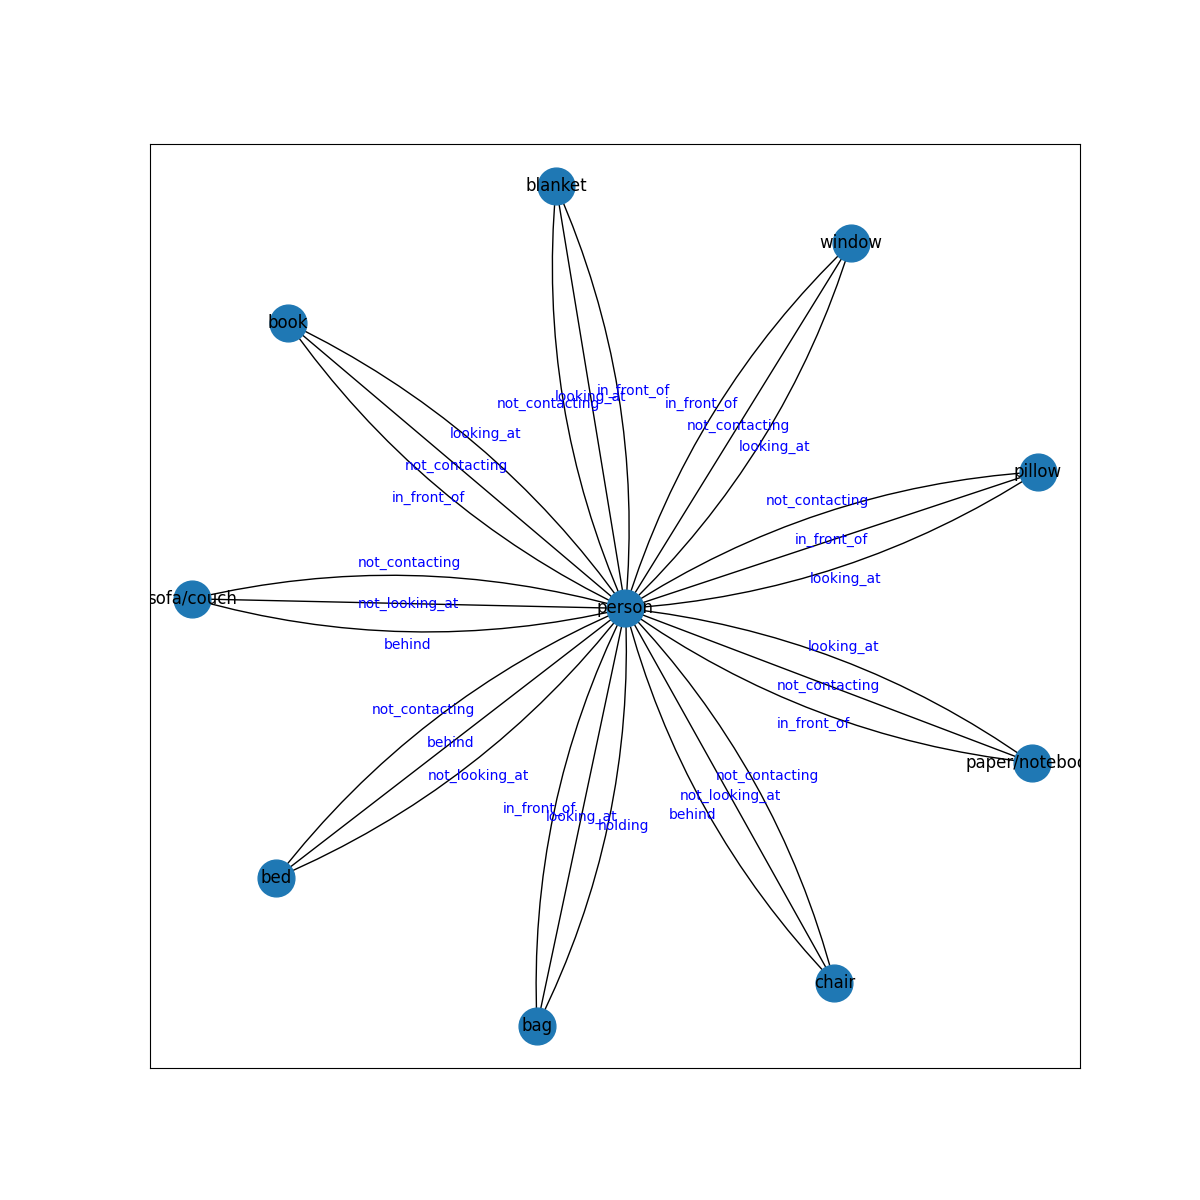 blanket
window
book
in_front_of
looking_at
not_contacting
in_front_of
not_contacting
looking_at
looking_at
not_contacting
in_front_of
pillow
not_contacting
in_front_of
looking_at
not_contacting
not_looking_at
behind
sofa/couch
person
looking_at
not_contacting
in_front_of
paper/noteboo
not_contacting
behind
not_looking_at
not_contacting
not_looking_at
behind
in_front_of
looking_at
holding
bed
chair
bag